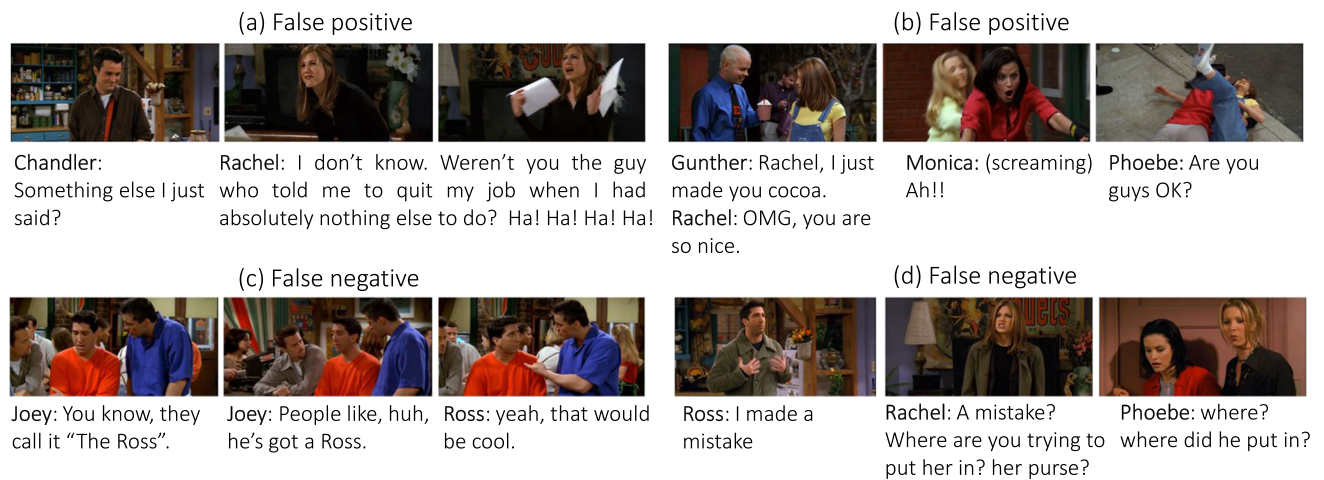 (a) False positive
Chandler:
Something else I just
said?
Rachel: I don't know. Weren't you the guy
who told me to quit my job when I had
absolutely nothing else to do? Ha! Ha! Ha! Ha!
(b) False positive
Gunther: Rachel, I just
made you cocoa.
Rachel: OMG, you are
so nice.
Monica: (screaming)
Ah!!
Phoebe: Are you
guys OK?
(c) False negative
Joey: You know, they
call it “The Ross”.
Joey: People like, huh,
he's got a Ross.
Ross: yeah, that would
be cool.
(d) False negative
Ross: I made a
mistake
Rachel: A mistake?
Where are you trying to
put her in? her purse?
Phoebe: where?
where did he put in?